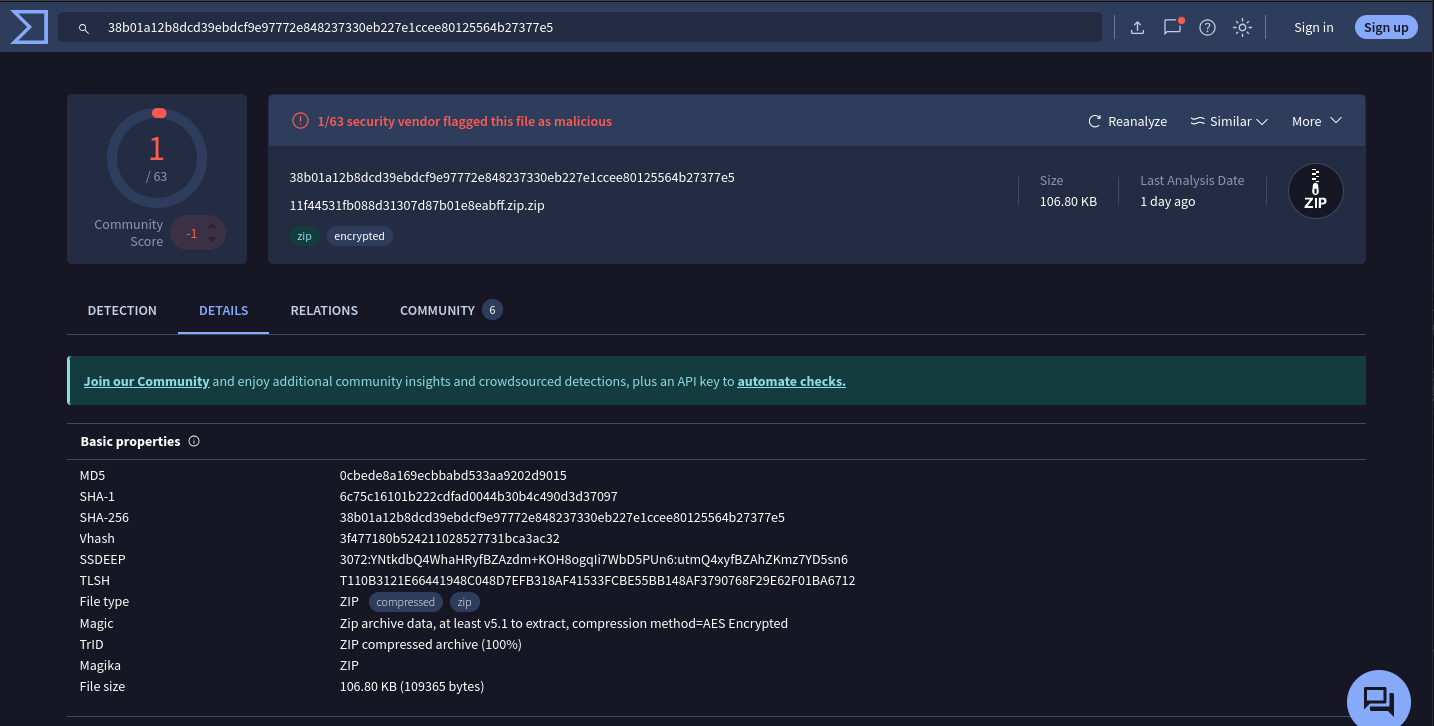 38b01a12b8dcd39ebdcf9e97772e848237330eb227e1ccee80125564b27377e5
Sign in
Sign up
1
/ 63
Community
Score
-1
1/63 security vendor flagged this file as malicious
Reanalyze
Similar
More
38b01a12b8dcd39ebdcf9e97772e848237330eb227e1ccee80125564b27377e5
11f44531fb088d31307d87b01e8eabff.zip.zip
zip
encrypted
Size
106.80 KB
Last Analysis Date
1 day ago
ZIP
DETECTION
DETAILS
RELATIONS
COMMUNITY 6
Join our Community and enjoy additional community insights and crowdsourced detections, plus an API key to automate checks.
Basic properties
MD5 0cbede8a169ecbbabd533aa9202d9015
SHA-1 6c75c16101b222cdfad0044b30b4c490d3d37097
SHA-256 38b01a12b8dcd39ebdcf9e97772e848237330eb227e1ccee80125564b27377e5
Vhash 3f477180b524211028527731bca3ac32
SSDEEP 3072:YNtkdbQ4WhaHRyfBZAzdm+KOH8ogqIi7WbD5PUn6:utmQ4xyfBZAhZKmz7YD5sn6
TLSH T110B3121E66441948C048D7EFB318AF41533FCBE55BB148AF3790768F29E62F01BA6712
File type ZIP compressed zip
Magic Zip archive data, at least v5.1 to extract, compression method=AES Encrypted
TrID ZIP compressed archive (100%)
Magika ZIP
File size 106.80 KB (109365 bytes)